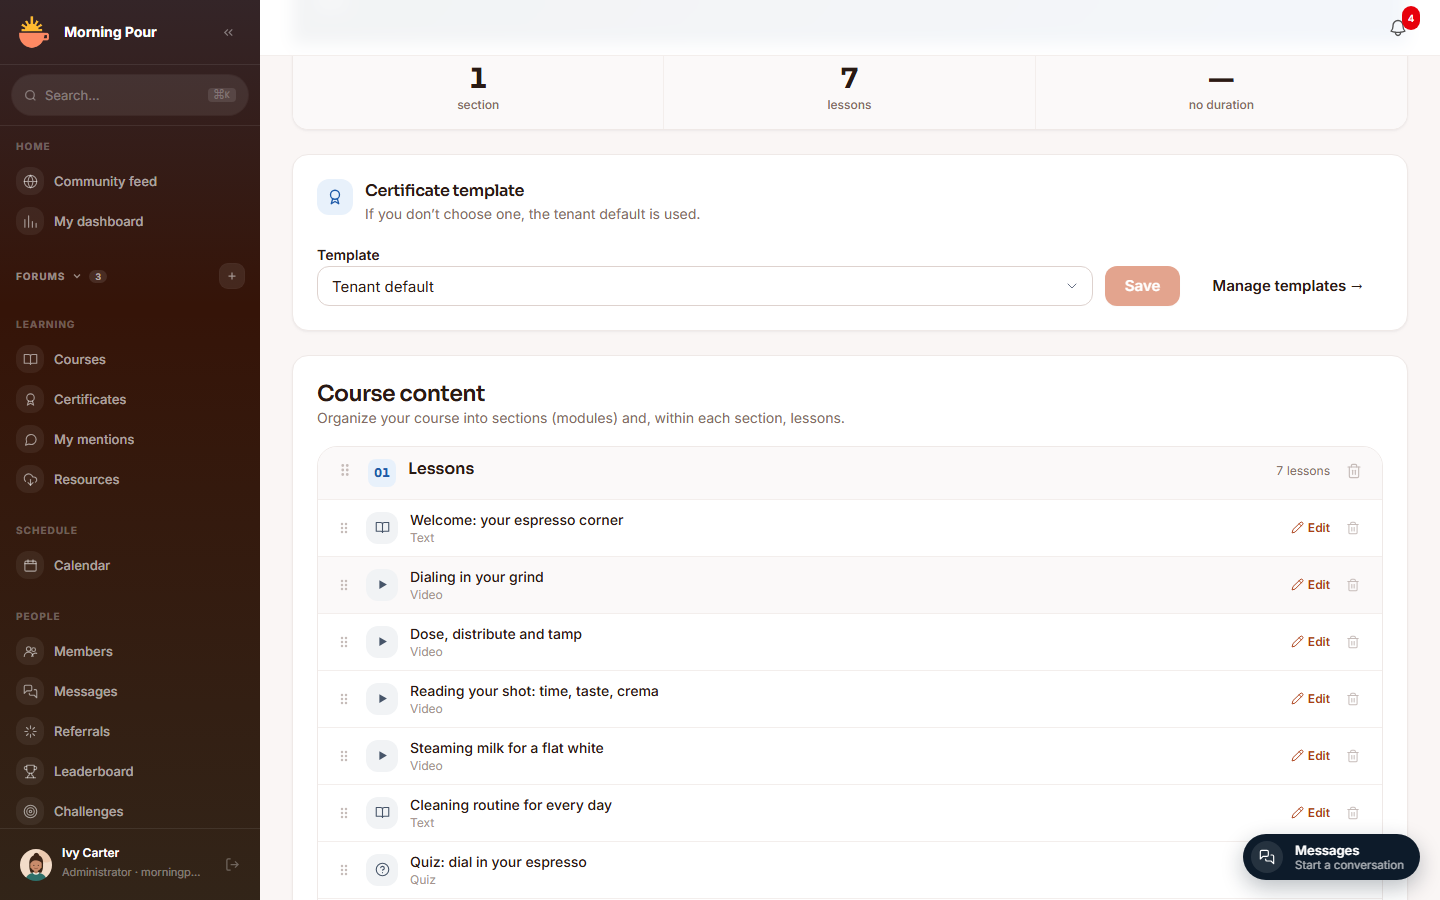 Morning Pour
Search...
⌘K
HOME
Community feed
My dashboard
FORUMS
3
LEARNING
Courses
Certificates
My mentions
Resources
SCHEDULE
Calendar
PEOPLE
Members
Messages
Referrals
Leaderboard
Challenges
Ivy Carter
Administrator · morningp...
4
1
section
7
lessons
—
no duration
Certificate template
If you don’t choose one, the tenant default is used.
Template
Tenant default
Save
Manage templates →
Course content
Organize your course into sections (modules) and, within each section, lessons.
01
Lessons
7 lessons
Welcome: your espresso corner
Text
Edit
Dialing in your grind
Video
Edit
Dose, distribute and tamp
Video
Edit
Reading your shot: time, taste, crema
Video
Edit
Steaming milk for a flat white
Video
Edit
Cleaning routine for every day
Text
Edit
Quiz: dial in your espresso
Quiz
Messages
Start a conversation